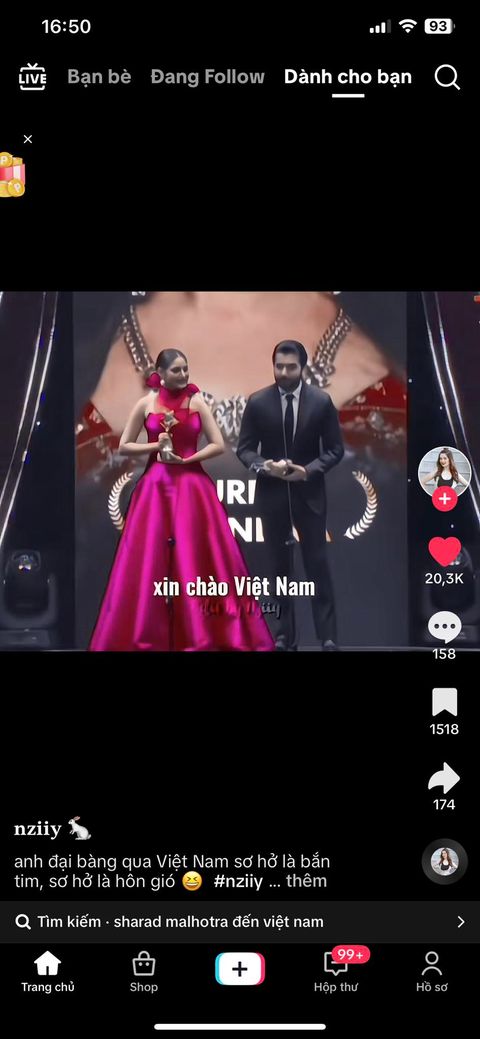 16:50
93
LIVE
Bạn bè
Đang Follow
Dành cho bạn
xin chào Việt Nam
20,3K
158
1518
174
nziiy
anh đại bàng qua Việt Nam sơ hở là bắn
tim, sơ hở là hôn gió #nziiy ... thêm
Tìm kiếm · sharad malhotra đến việt nam
Trang chủ
Shop
99+
Hộp thư
Hồ sơ